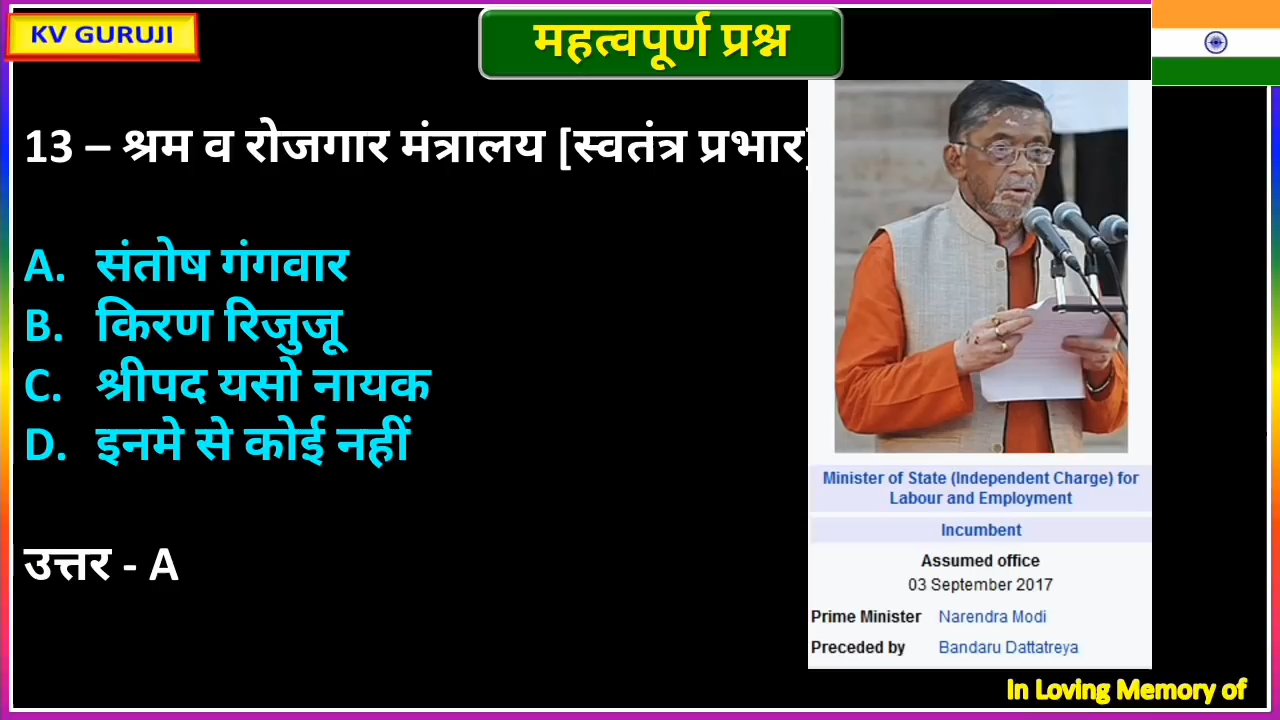 KV GURUJI
महत्वपूर्ण प्रश्न
13 – श्रम व रोजगार मंत्रालय [स्वतंत्र प्रभार]
A. संतोष गंगवार
B. किरण रिजुजू
C. श्रीपद यसो नायक
D. इनमे से कोई नहीं
उत्तर - A
Minister of State (Independent Charge) for
Labour and Employment
Incumbent
Assumed office
03 September 2017
Prime Minister Narendra Modi
Preceded by Bandaru Dattatreya
In Loving Memory of